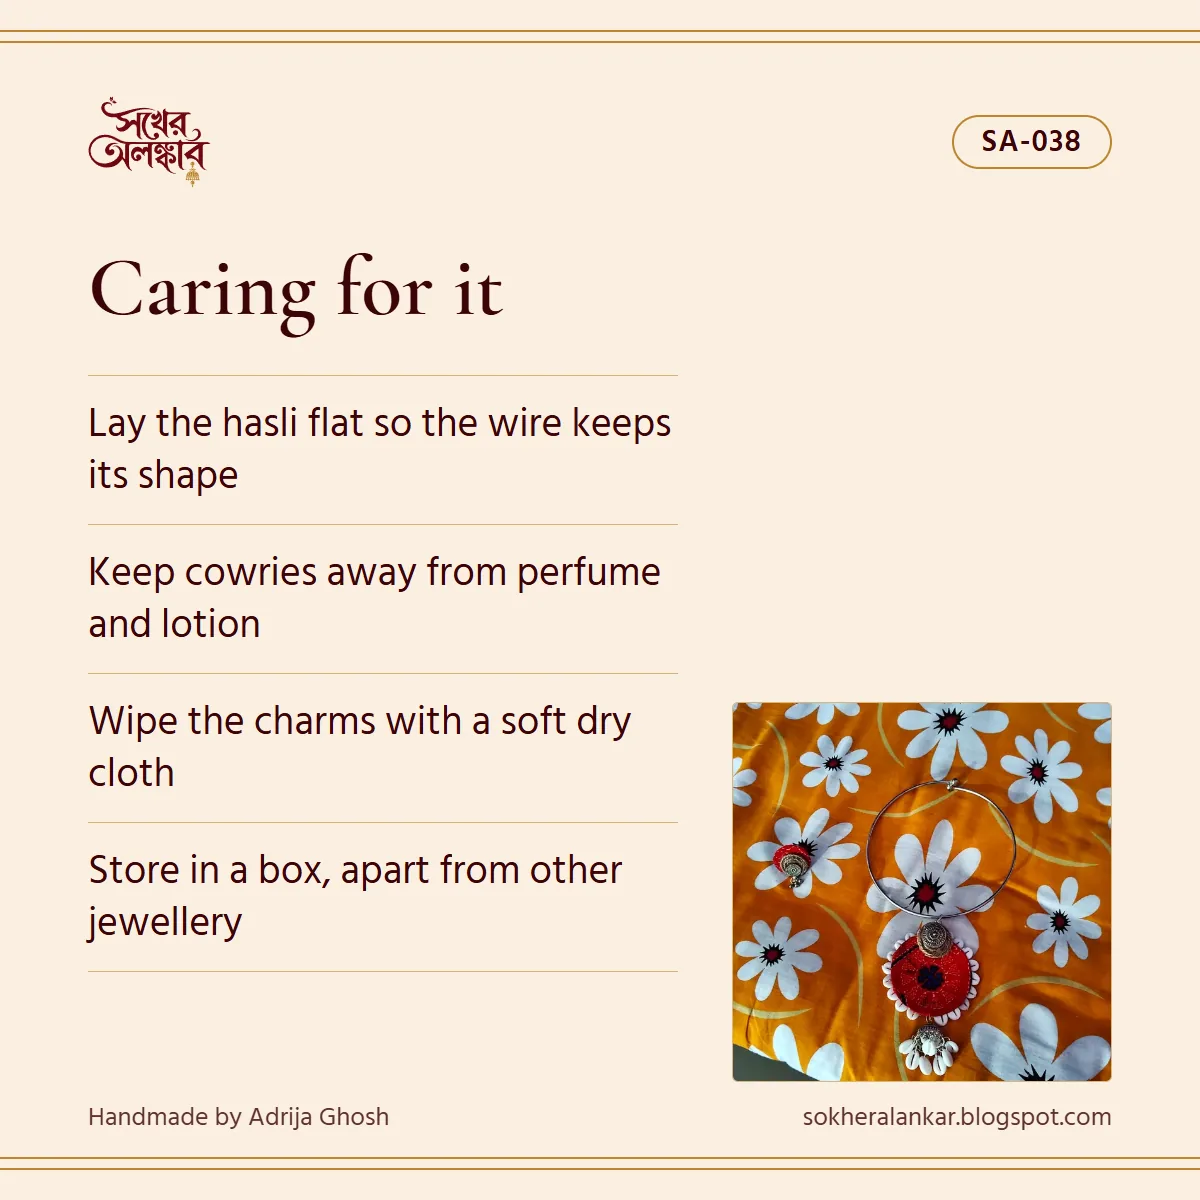 সখের
অলঙ্কার
SA-038
Caring for it
Lay the hasli flat so the wire keeps
its shape
Keep cowries away from perfume
and lotion
Wipe the charms with a soft dry
cloth
Store in a box, apart from other
jewellery
Handmade by Adrija Ghosh
sokheralankar.blogspot.com